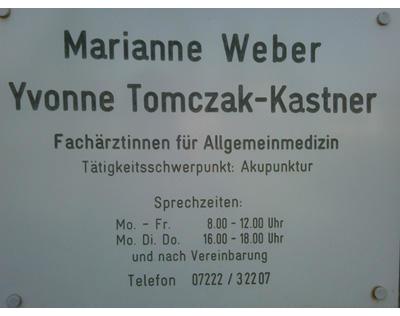 Marianne Weber
Yvonne Tomczak-Kastner
Fachärztinnen für Allgemeinmedizin
Tätigkeitsschwerpunkt: Akupunktur
Sprechzeiten:
Mo. - Fr. 8.00 - 12.00 Uhr
Mo. Di. Do. 16.00 - 18.00 Uhr
und nach Vereinbarung
Telefon 07222 / 32207